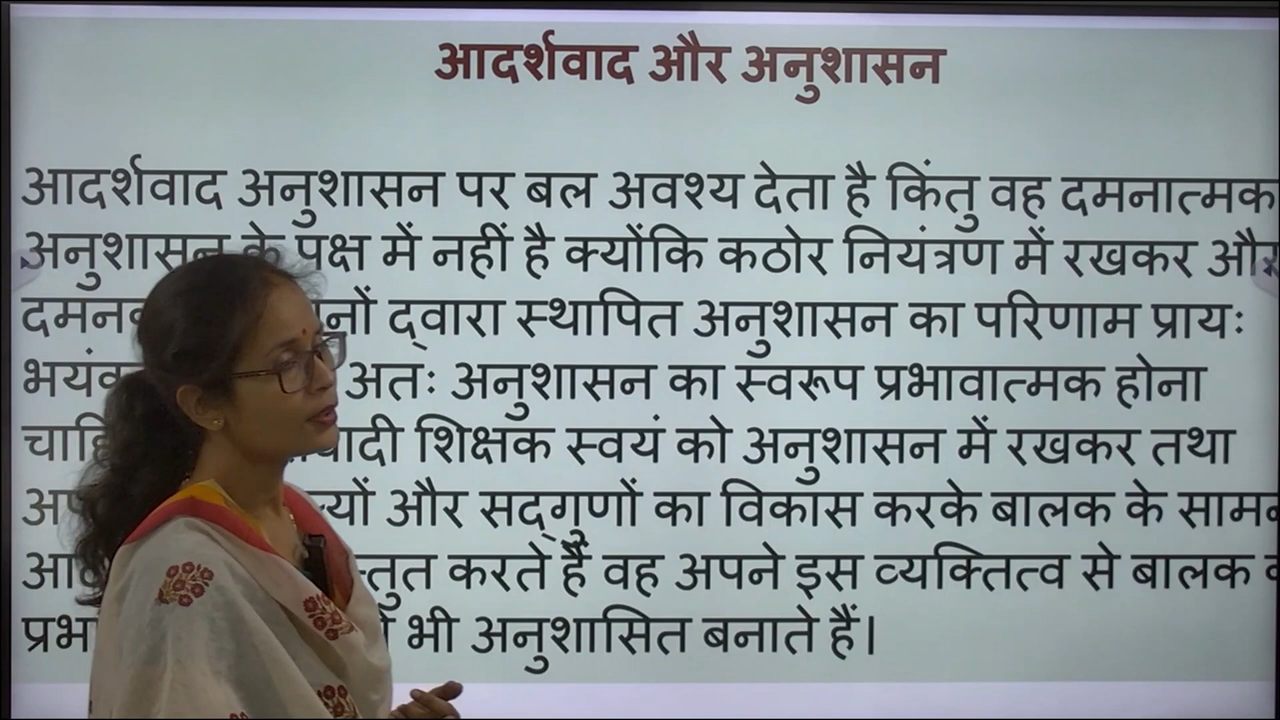 आदर्शवाद और अनुशासन
आदर्शवाद अनुशासन पर बल अवश्य देता है किंतु वह दमनात्मक
अनुशासन के पक्ष में नहीं है क्योंकि कठोर नियंत्रण में रखकर और
द्वारा स्थापित अनुशासन का परिणाम प्रायः
अतः अनुशासन का स्वरूप प्रभावात्मक होना
शिक्षक स्वयं को अनुशासन में रखकर तथा
और सद्गुणों का विकास करके बालक के
करते हैं वह अपने इस व्यक्तित्व से बालक
भी अनुशासित बनाते हैं।